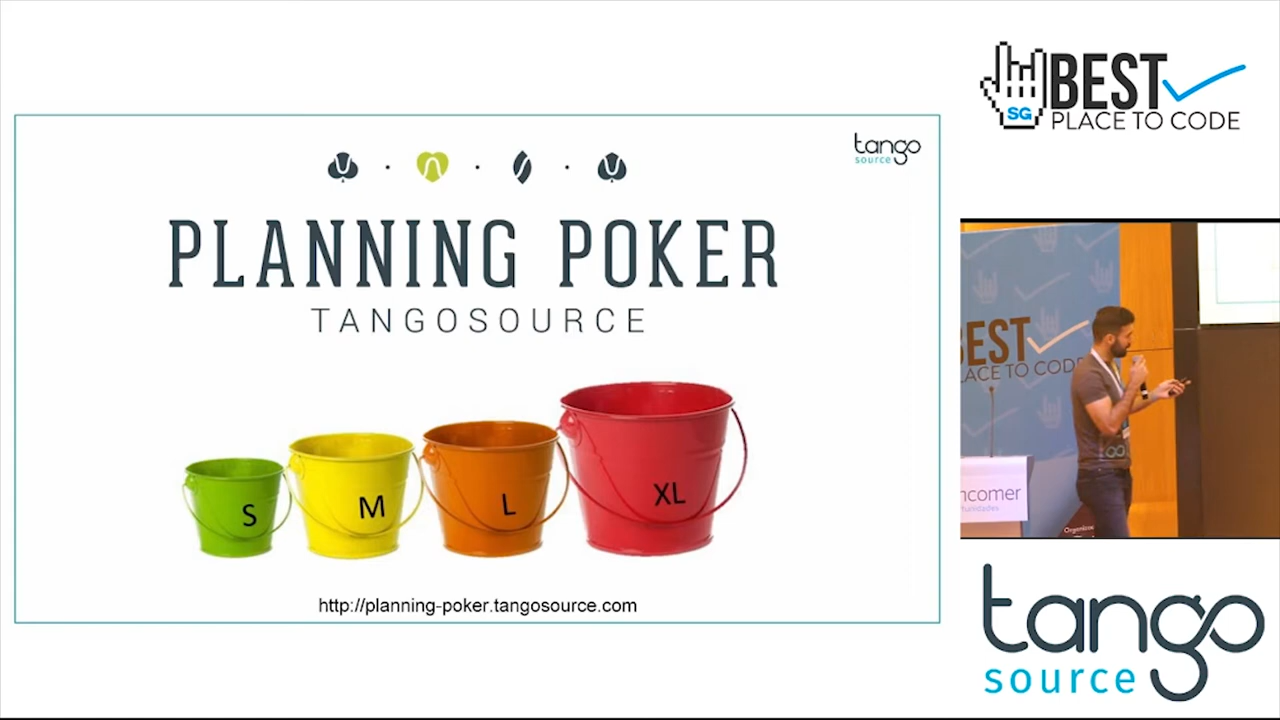 tango
source
PLANNING POKER
TANGOSOURCE
S
M
L
XL
http://planning-poker.tangosource.com
SG
BEST
PLACE TO CODE
BEST
PLACE TO CODE
ncomer
Organiza
tango
source